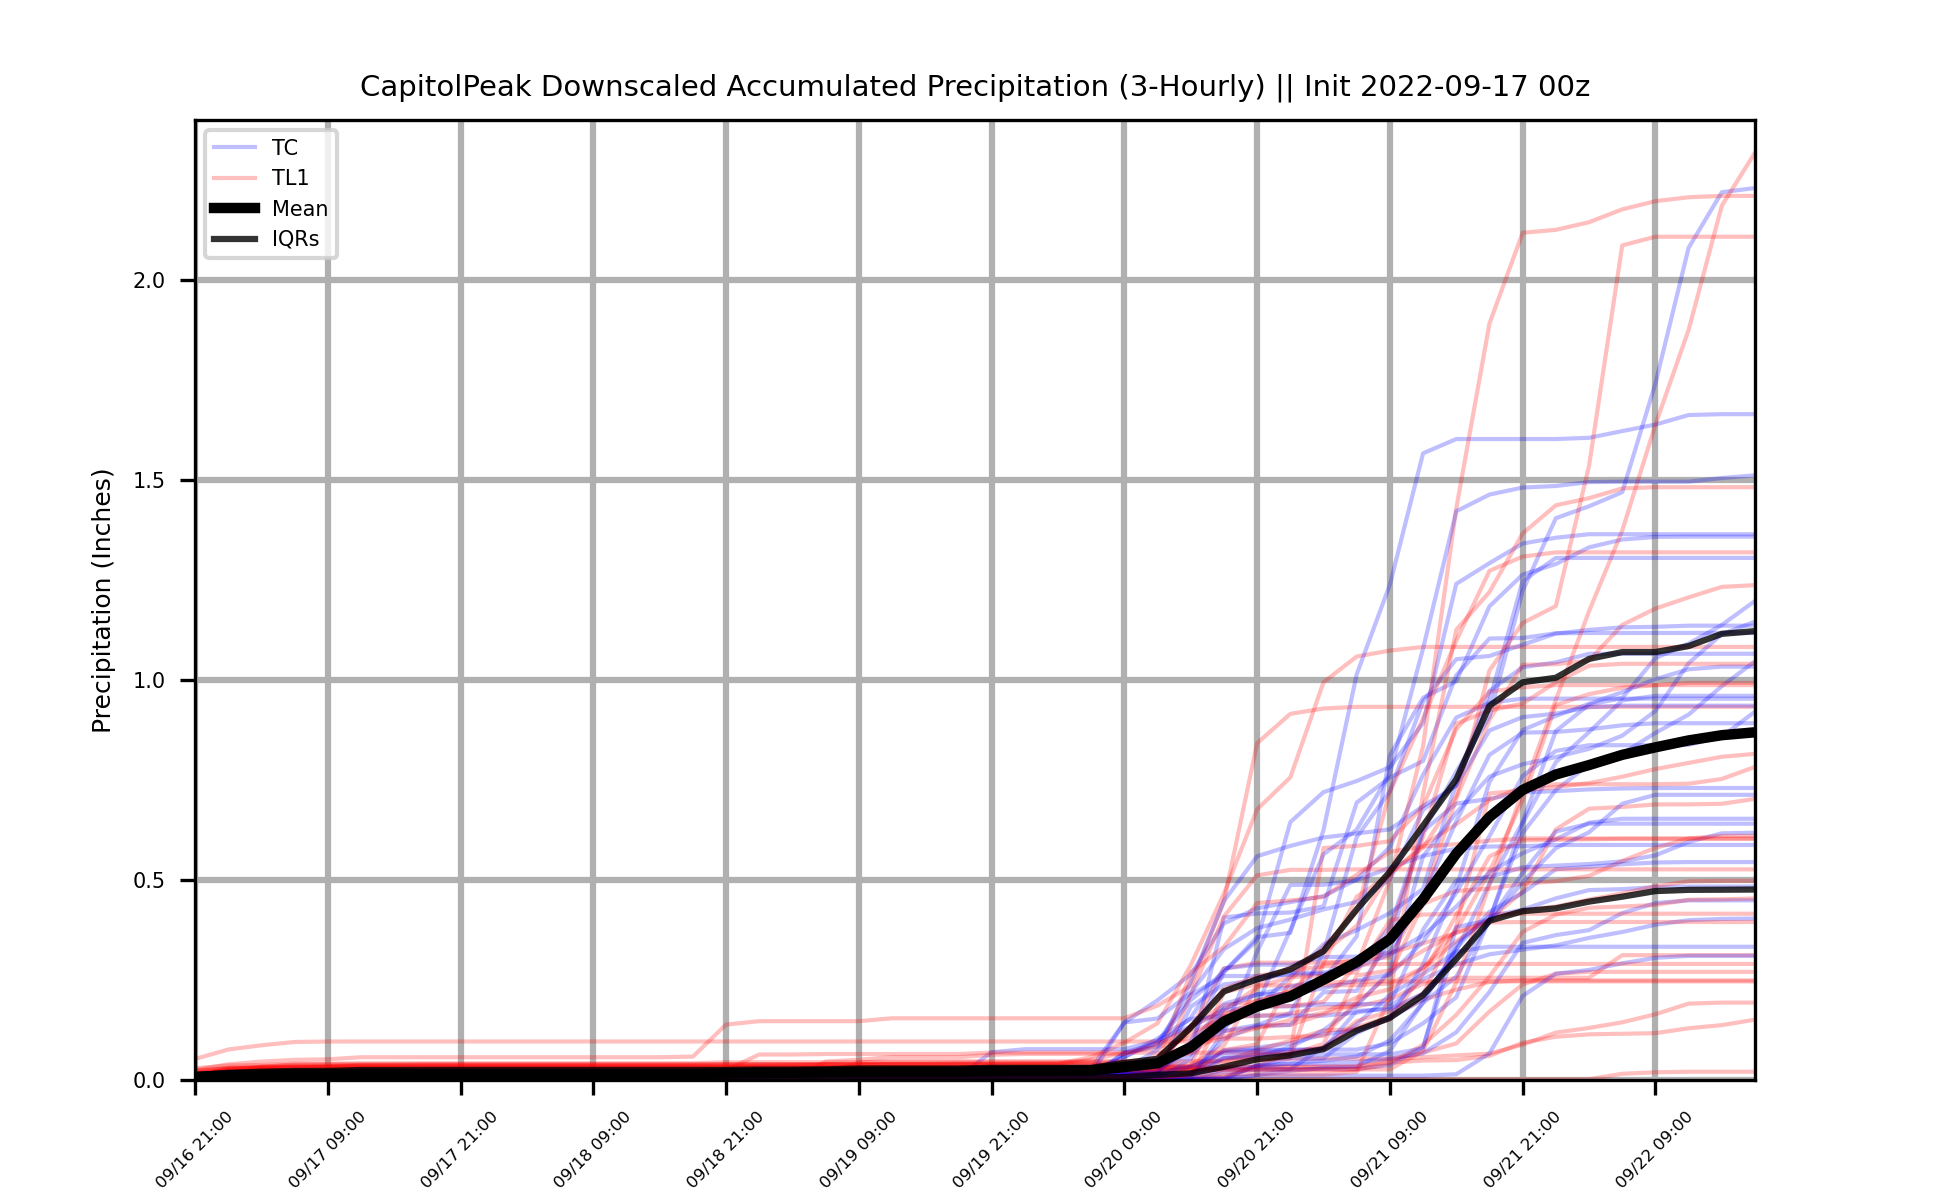 CapitolPeak Downscaled Accumulated Precipitation (3-Hourly) || Init 2022-09-17 00z
TC
TL1
Mean
IQRs
Precipitation (Inches)
2.0
1.5
1.0
0.5
0.0
09/16 21:00
09/17 09:00
09/17 21:00
09/18 09:00
09/18 21:00
09/19 09:00
09/19 21:00
09/20 09:00
09/20 21:00
09/21 09:00
09/21 21:00
09/22 09:00